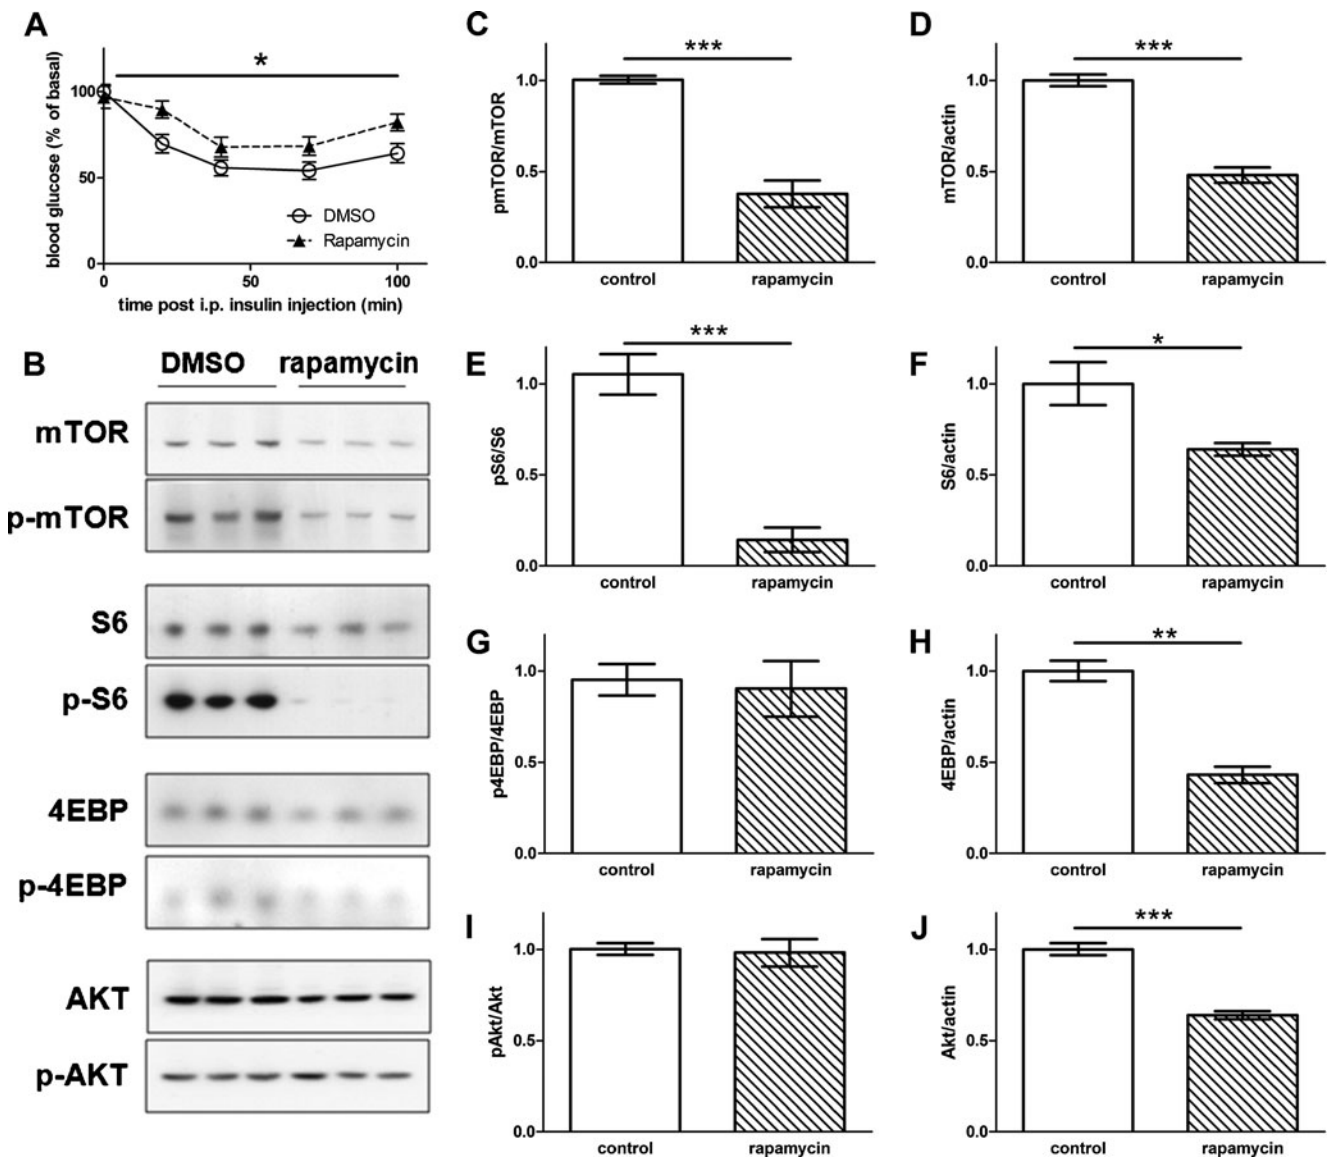 A
*
blood glucose (% of basal)
100
50
0
DMSO
Rapamycin
0 50 100
time post i.p. insulin injection (min)
B
DMSO rapamycin
mTOR
p-mTOR
S6
p-S6
4EBP
p-4EBP
AKT
p-AKT
C
***
pmTOR/mTOR
1.0
0.5
0.0
control rapamycin
D
***
mTOR/actin
1.0
0.5
0.0
control rapamycin
E
***
pS6/S6
1.0
0.5
0.0
control rapamycin
F
*
S6/actin
1.0
0.5
0.0
control rapamycin
G
p4EBP/4EBP
1.0
0.5
0.0
control rapamycin
H
**
4EBP/actin
1.0
0.5
0.0
control rapamycin
I
pAkt/Akt
1.0
0.5
0.0
control rapamycin
J
***
Akt/actin
1.0
0.5
0.0
control rapamycin